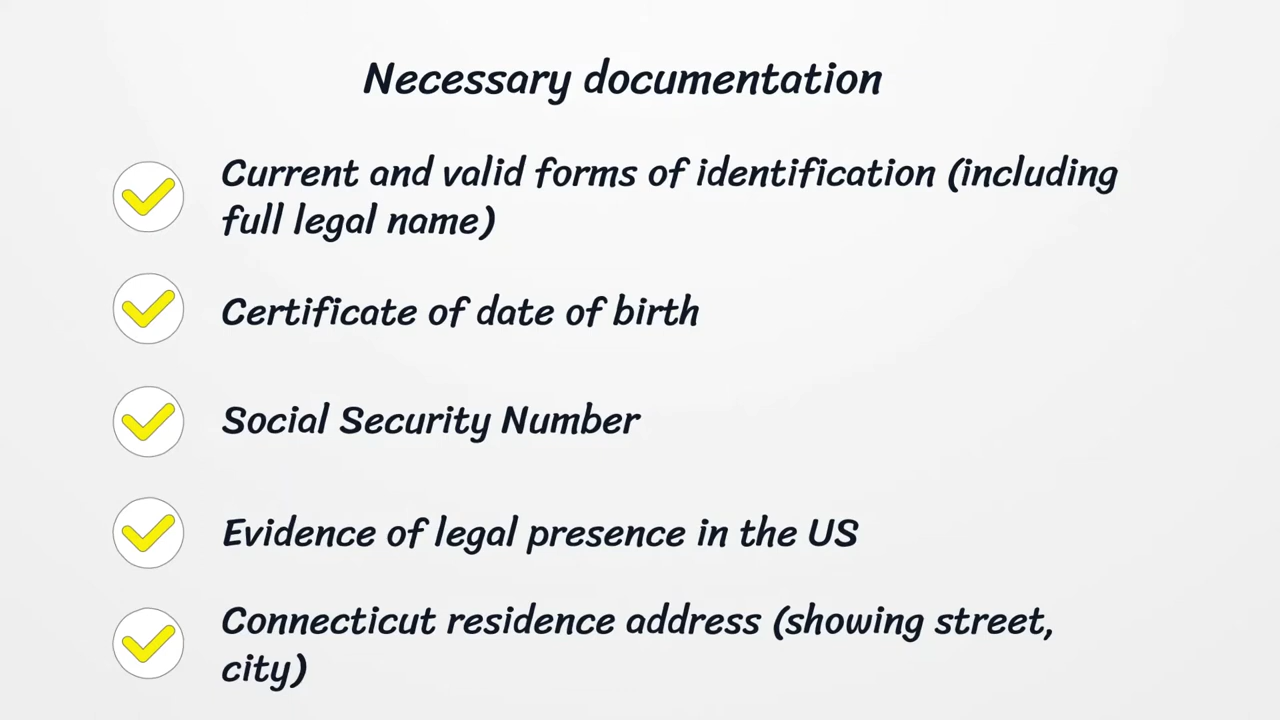 Necessary documentation
Current and valid forms of identification (including
full legal name)
Certificate of date of birth
Social Security Number
Evidence of legal presence in the US
Connecticut residence address (showing street,
city)